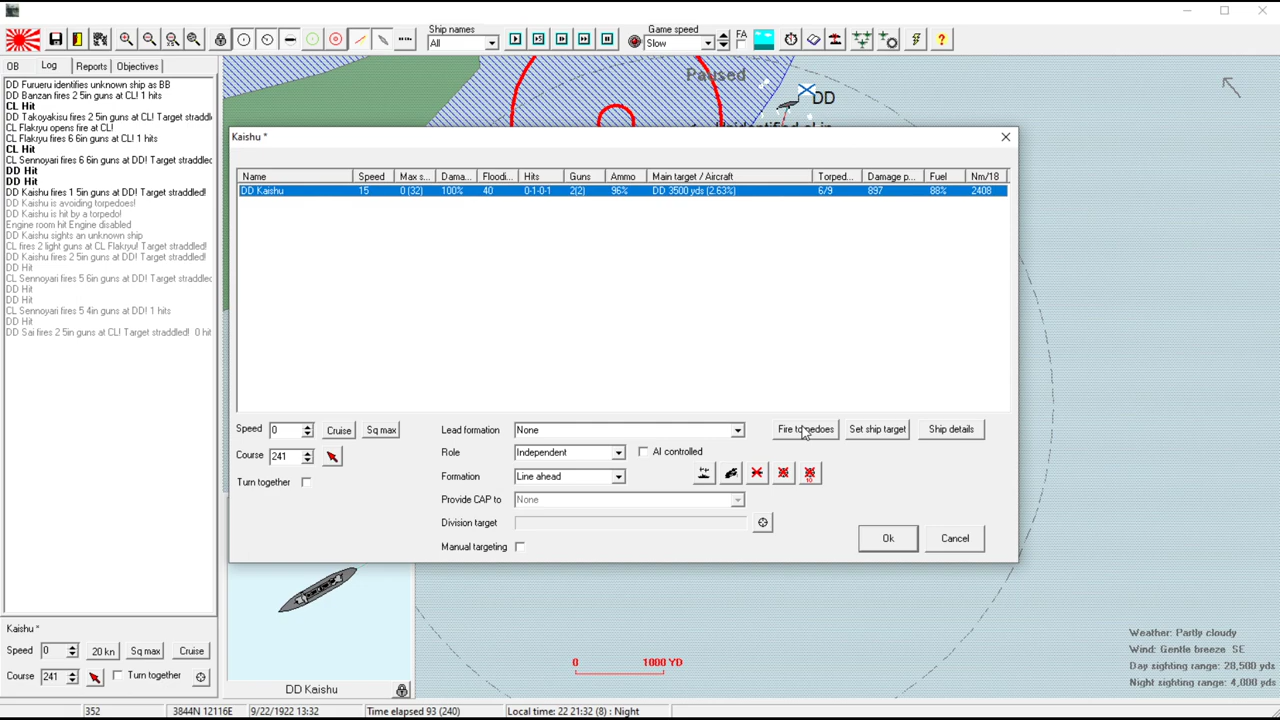 Ship names
All
Game speed
Slow
FA
OB
Log
Reports
Objectives
DD Furueru identifies unknown ship as BB
DD Banzan fires 2 5in guns at CL! 1 hits
CL Hit
DD Takoyakisu fires 2 5in guns at CL! Target straddl
CL Flakryu opens fire at CL!
CL Flakryu fires 6 6in guns at CL! 1 hits
CL Hit
CL Sennoyari fires 6 6in guns at DD! Target straddled
DD Hit
DD Hit
DD Kaishu fires 1 5in guns at DD! Target straddled!
DD Kaishu is avoiding torpedoes!
DD Kaishu is hit by a torpedo!
Engine room hit Engine disabled
DD Kaishu sights an unknown ship
CL fires 2 light guns at CL Flakryu! Target straddled!
DD Kaishu fires 2 5in guns at DD! Target straddled!
DD Hit
CL Sennoyari fires 5 6in guns at DD! Target straddlec
DD Hit
DD Hit
CL Sennoyari fires 5 4in guns at DD! 1 hits
DD Hit
DD Sai fires 2 5in guns at CL! Target straddled! 0 hit
Paused
DD
Kaishu *
Name Speed Max s... Dama... Floodi... Hits Guns Ammo Main target / Aircraft Torped... Damage p... Fuel Nm/18
DD Kaishu 15 0 (32) 100% 40 0-1-0-1 2(2) 96% DD 3500 yds (2.63%) 6/9 897 88% 2408
Speed 0 Cruise Sq max
Course 241
Turn together
Lead formation None
Role Independent AI controlled
Formation Line ahead
10
Provide CAP to None
Division target
Manual targeting
Fire torpedoes Set ship target Ship details
Ok Cancel
Kaishu *
Speed 0 20 kn Sq max Cruise
Course 241 Turn together
DD Kaishu
0 1000 YD
Weather: Partly cloudy
Wind: Gentle breeze SE
Day sighting range: 28,500 yds
Night sighting range: 4,000 yds
352 3844N 12116E 9/22/1922 13:32 Time elapsed 93 (240) Local time: 22 21:32 (8) : Night